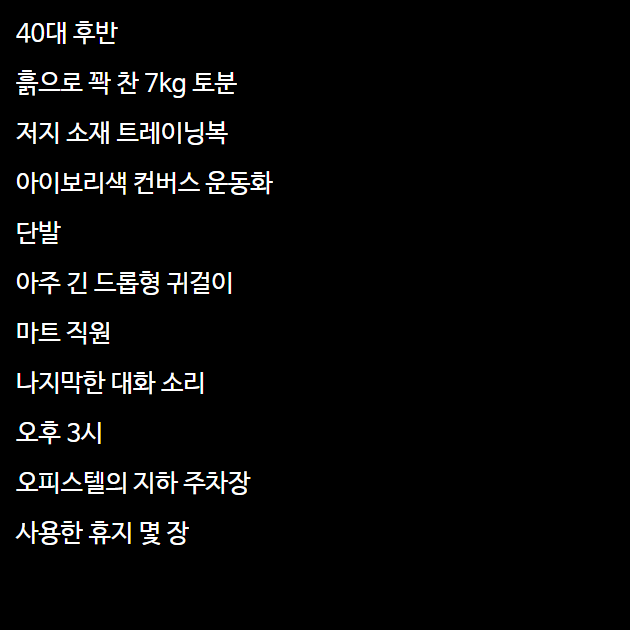 40대 후반
흙으로 꽉 찬 7kg 토분
저지 소재 트레이닝복
아이보리색 컨버스 운동화
단발
아주 긴 드롭형 귀걸이
마트 직원
나지막한 대화 소리
오후 3시
오피스텔의 지하 주차장
사용한 휴지 몇 장